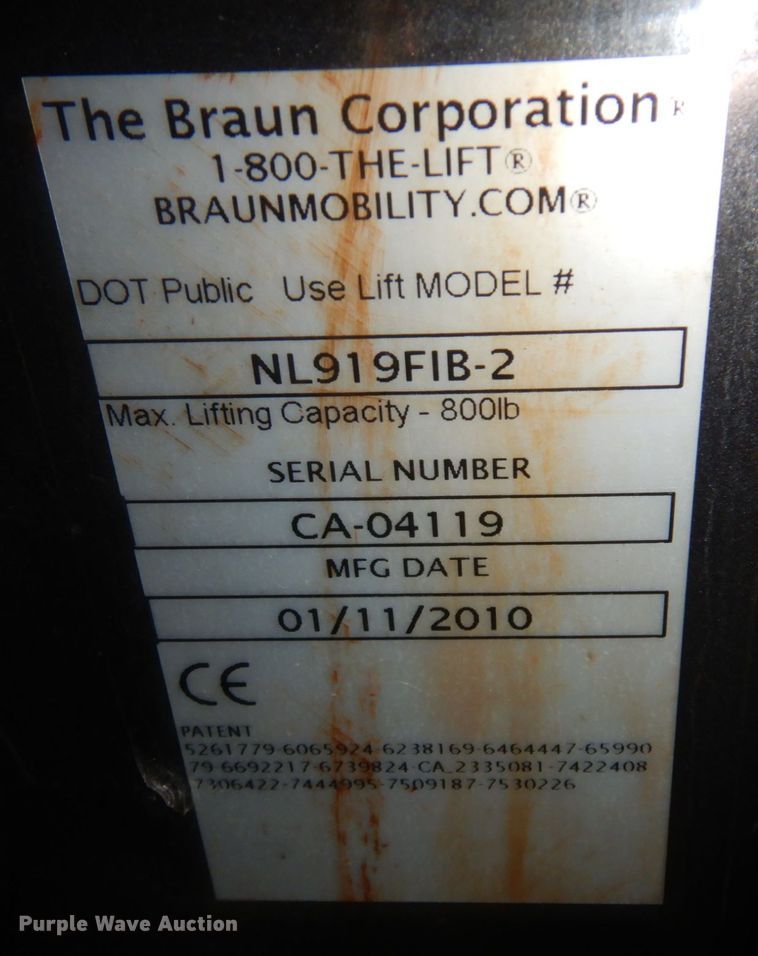 The Braun Corporation®
1-800-THE-LIFT®
BRAUNMOBILITY.COM®
DOT Public Use Lift MODEL #
NL919FIB-2
Max. Lifting Capacity - 800lb
SERIAL NUMBER
CA-04119
MFG DATE
01/11/2010
CE
PATENT
5261779-6065924-6238169-6464447-65990
79-6692217-6739824-CA_2335081-7422408
7306422-7444995-7509187-7530226
Purple Wave Auction